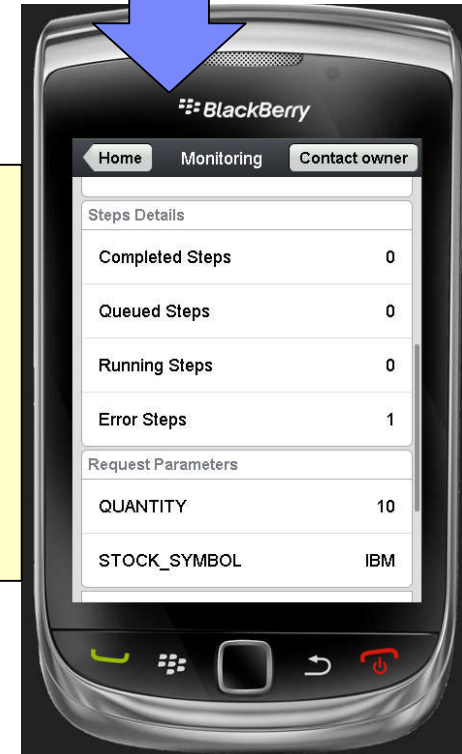 BlackBerry
Home Monitoring Contact owner
Steps Details
Completed Steps 0
Queued Steps 0
Running Steps 0
Error Steps 1
Request Parameters
QUANTITY 10
STOCK_SYMBOL IBM